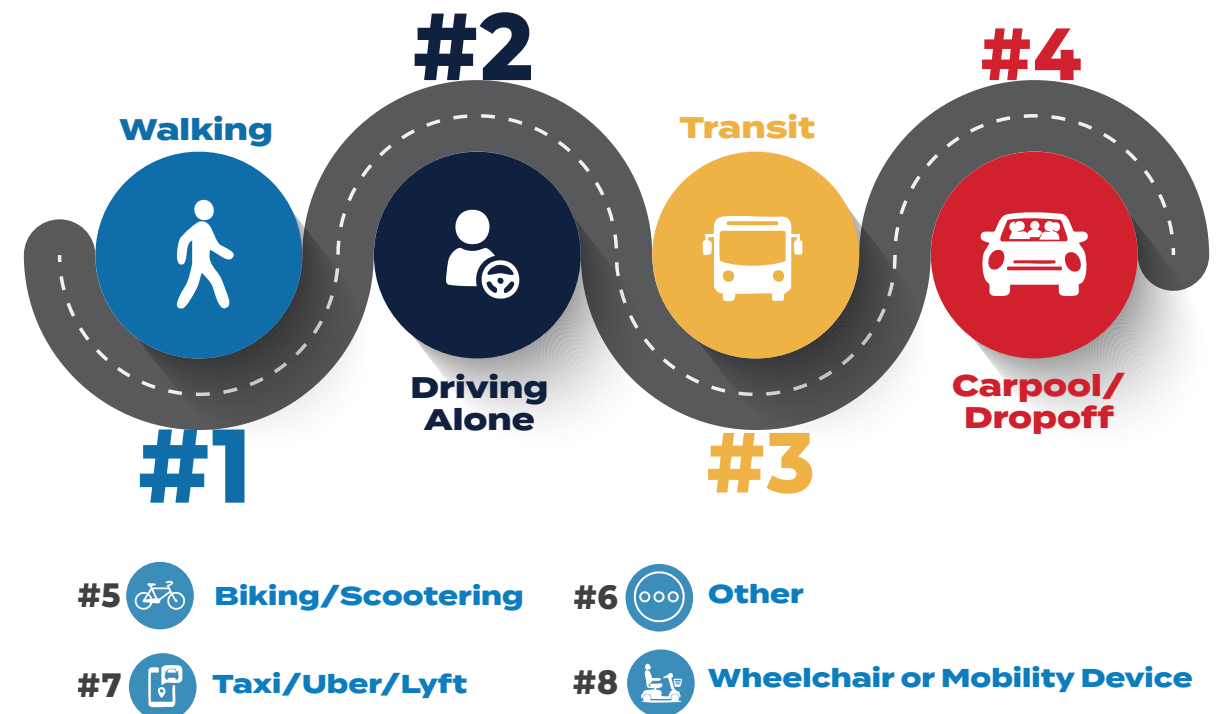 Walking
#1
#2
Driving
Alone
Transit
#3
#4
Carpool/
Dropoff
#5 Biking/Scootering
#6 Other
#7 Taxi/Uber/Lyft
#8 Wheelchair or Mobility Device